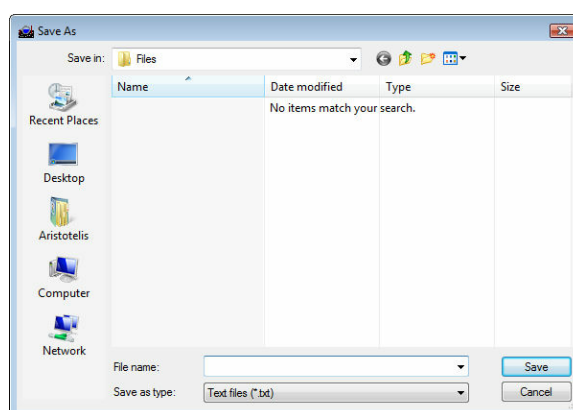 Save As
Save in: Files
Name Date modified Type Size
No items match your search.
Recent Places
Desktop
Aristotelis
Computer
Network
File name: Save
Save as type: Text files (*.txt) Cancel